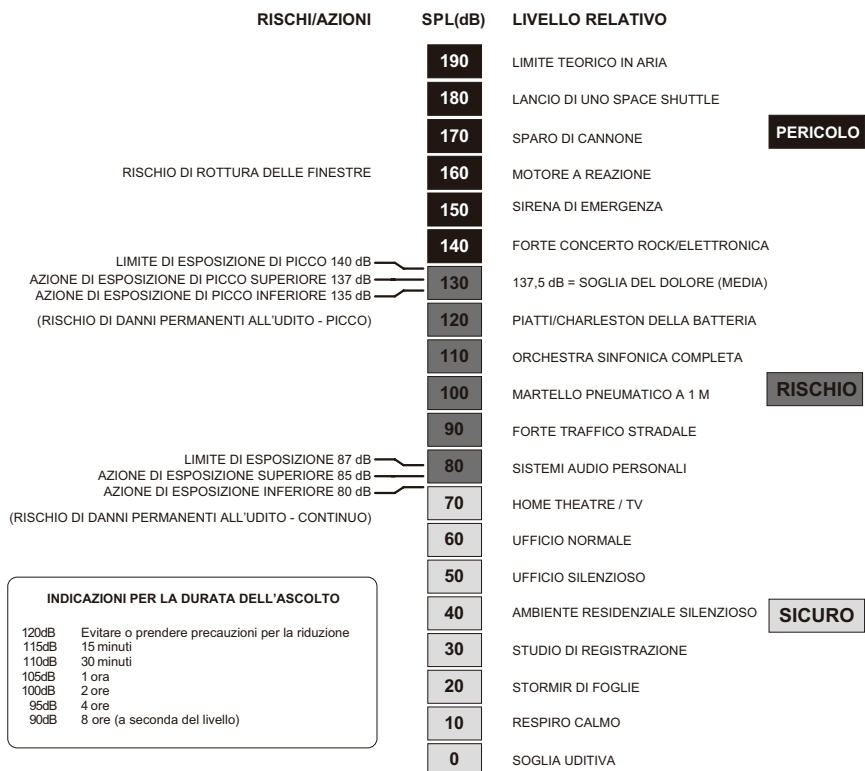 RISCHI/AZIONI SPL(dB) LIVELLO RELATIVO
190 LIMITE TEORICO IN ARIA
180 LANCIO DI UNO SPACE SHUTTLE
PERICOLO
170 SPARO DI CANNONE
RISCHIO DI ROTTURA DELLE FINESTRE 160 MOTORE A REAZIONE
150 SIRENA DI EMERGENZA
140 FORTE CONCERTO ROCK/ELETTRONICA
LIMITE DI ESPOSIZIONE DI PICCO 140 dB
AZIONE DI ESPOSIZIONE DI PICCO SUPERIORE 137 dB
130 137,5 dB = SOGLIA DEL DOLORE (MEDIA)
AZIONE DI ESPOSIZIONE DI PICCO INFERIORE 135 dB
(RISCHIO DI DANNI PERMANENTI ALL'UDITO - PICCO) 120 PIATTI/CHARLESTON DELLA BATTERIA
110 ORCHESTRA SINFONICA COMPLETA
100 MARTELLO PNEUMATICO A 1 M RISCHIO
90 FORTE TRAFFICO STRADALE
LIMITE DI ESPOSIZIONE 87 dB
80 SISTEMI AUDIO PERSONALI
AZIONE DI ESPOSIZIONE SUPERIORE 85 dB
AZIONE DI ESPOSIZIONE INFERIORE 80 dB
70 HOME THEATRE / TV
(RISCHIO DI DANNI PERMANENTI ALL'UDITO - CONTINUO)
60 UFFICIO NORMALE
50 UFFICIO SILENZIOSO
40 AMBIENTE RESIDENZIALE SILENZIOSO SICURO
30 STUDIO DI REGISTRAZIONE
20 STORMIR DI FOGLIE
10 RESPIRO CALMO
0 SOGLIA UDITIVA
INDICAZIONI PER LA DURATA DELL'ASCOLTO
120dB Evitare o prendere precauzioni per la riduzione
115dB 15 minuti
110dB 30 minuti
105dB 1 ora
100dB 2 ore
95dB 4 ore
90dB 8 ore (a seconda del livello)